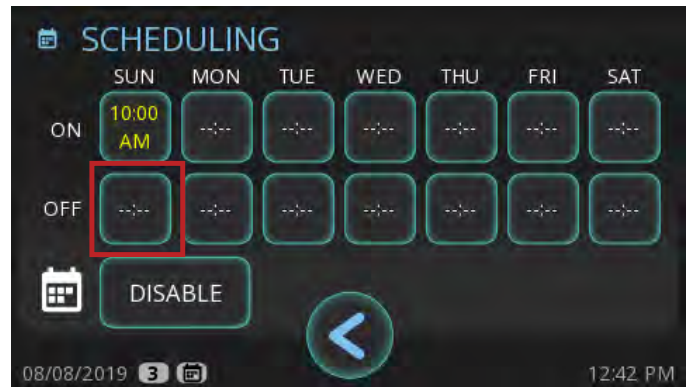 SCHEDULING
SUN MON TUE WED THU FRI SAT
ON 10:00 AM --:-- --:-- --:-- --:-- --:-- --:--
OFF --:-- --:-- --:-- --:-- --:-- --:-- --:--
DISABLE
08/08/2019 3 12:42 PM